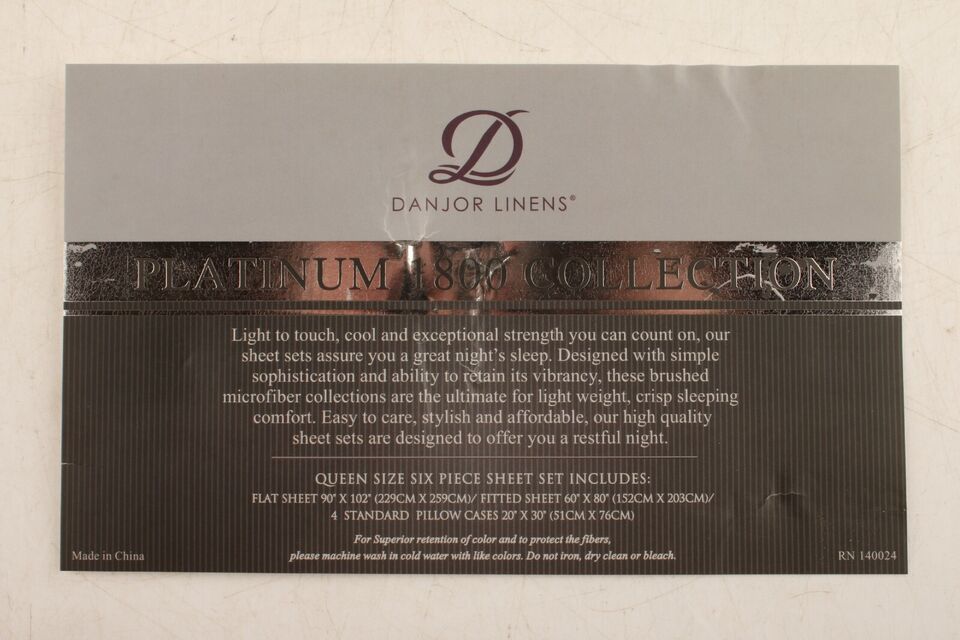 D
DANJOR LINENS®
PLATINUM 1800 COLLECTION
Light to touch, cool and exceptional strength you can count on, our
sheet sets assure you a great night's sleep. Designed with simple
sophistication and ability to retain its vibrancy, these brushed
microfiber collections are the ultimate for light weight, crisp sleeping
comfort. Easy to care, stylish and affordable, our high quality
sheet sets are designed to offer you a restful night.
QUEEN SIZE SIX PIECE SHEET SET INCLUDES:
FLAT SHEET 90" X 102" (229CM X 259CM)/ FITTED SHEET 60" X 80" (152CM X 203CM)/
4 STANDARD PILLOW CASES 20" X 30" (51CM X 76CM)
For Superior retention of color and to protect the fibers,
please machine wash in cold water with like colors. Do not iron, dry clean or bleach.
Made in China
RN 140024